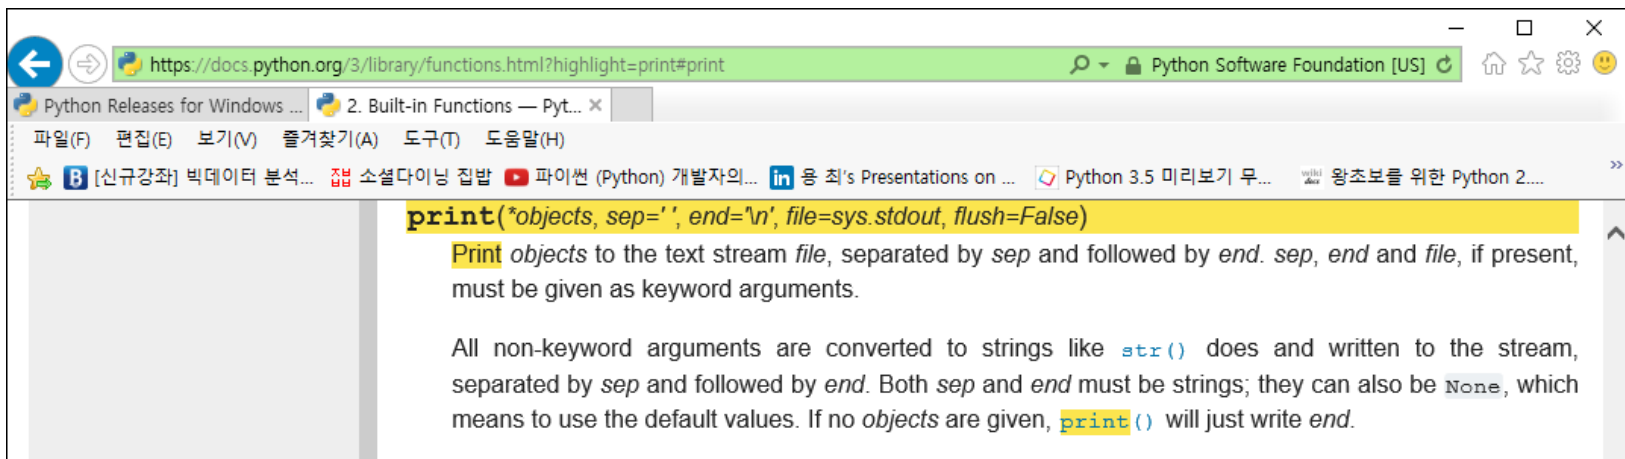 https://docs.python.org/3/library/functions.html?highlight=print#print
Python Software Foundation [US]
Python Releases for Windows ...
2. Built-in Functions — Pyt...
파일(F) 편집(E) 보기(V) 즐겨찾기(A) 도구(T) 도움말(H)
B [신규강좌] 빅데이터 분석... 집밥 소셜다이닝 집밥 파이썬 (Python) 개발자의... in 용 최's Presentations on ... Python 3.5 미리보기 무... wiki docs 왕초보를 위한 Python 2....
print(*objects, sep=' ', end='\n', file=sys.stdout, flush=False)
Print objects to the text stream file, separated by sep and followed by end. sep, end and file, if present,
must be given as keyword arguments.
All non-keyword arguments are converted to strings like str() does and written to the stream,
separated by sep and followed by end. Both sep and end must be strings; they can also be None, which
means to use the default values. If no objects are given, print() will just write end.